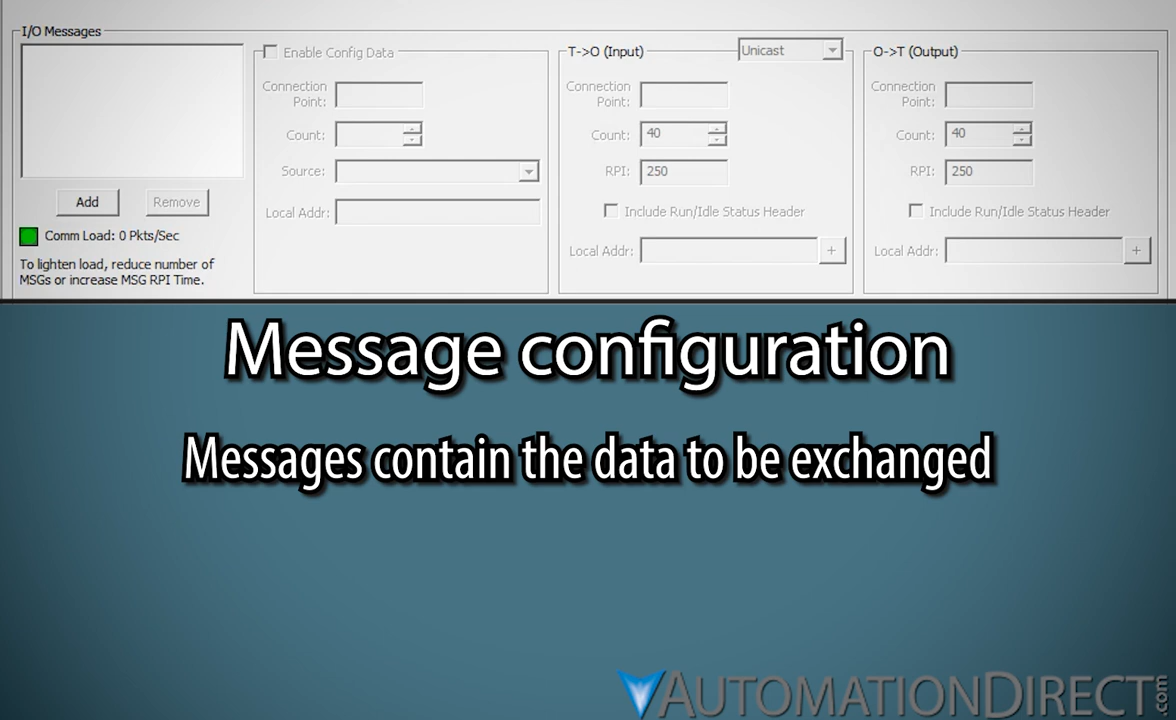 I/O Messages
Add
Remove
Comm Load: 0 Pkts/Sec
To lighten load, reduce number of
MSGs or increase MSG RPI Time.
Enable Config Data
Connection
Point:
Count:
Source:
Local Addr:
T->O (Input)
Unicast
Connection
Point:
Count:
40
RPI:
250
Include Run/Idle Status Header
Local Addr:
+
O->T (Output)
Connection
Point:
Count:
40
RPI:
250
Include Run/Idle Status Header
Local Addr:
+
Message configuration
Messages contain the data to be exchanged
AUTOMATIONDIRECT.com